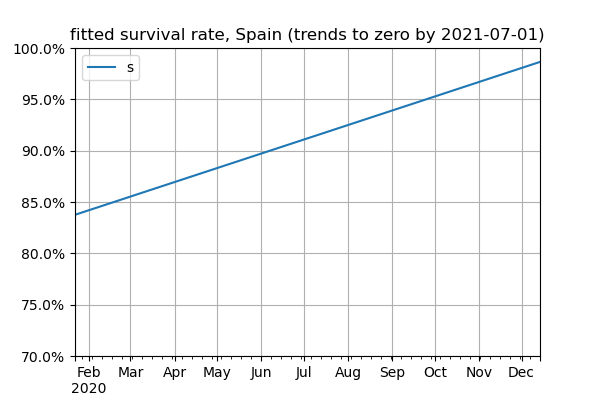 fitted survival rate, Spain (trends to zero by 2021-07-01)
100.0%
s
95.0%
90.0%
85.0%
80.0%
75.0%
70.0%
Feb Mar Apr May Jun Jul Aug Sep Oct Nov Dec
2020